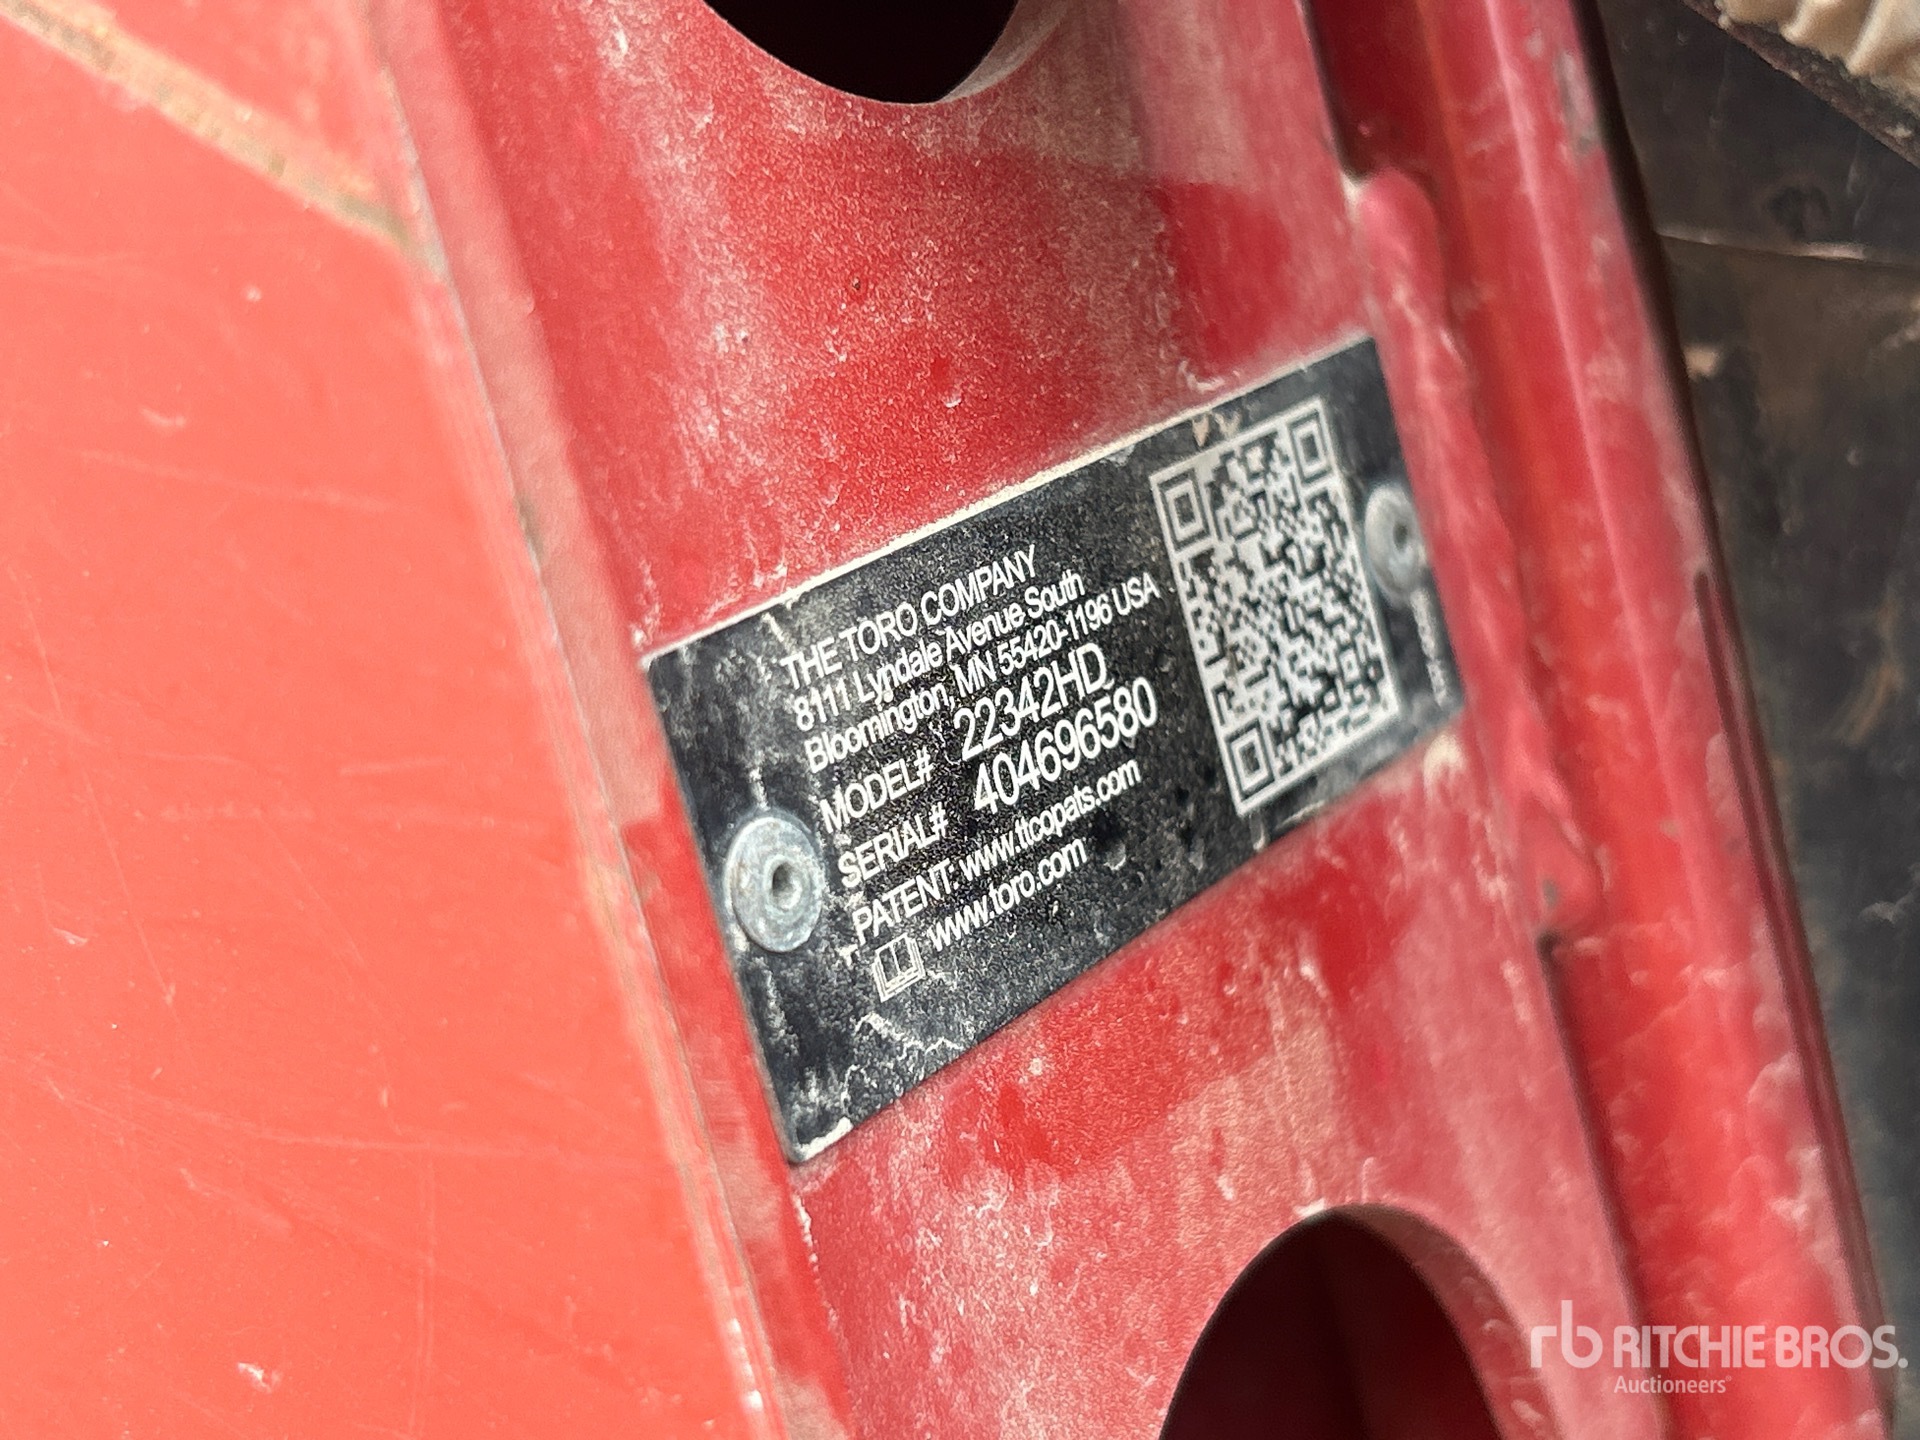 THE TORO COMPANY
8111 Lyndale Avenue South
Bloomington, MN 55420-1196 USA
MODEL# 22342HD
SERIAL# 404696580
PATENT: www.ttcopats.com
www.toro.com
rb RITCHIE BROS.
Auctioneers